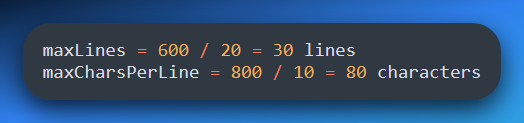 maxLines = 600 / 20 = 30 lines
maxCharsPerLine = 800 / 10 = 80 characters